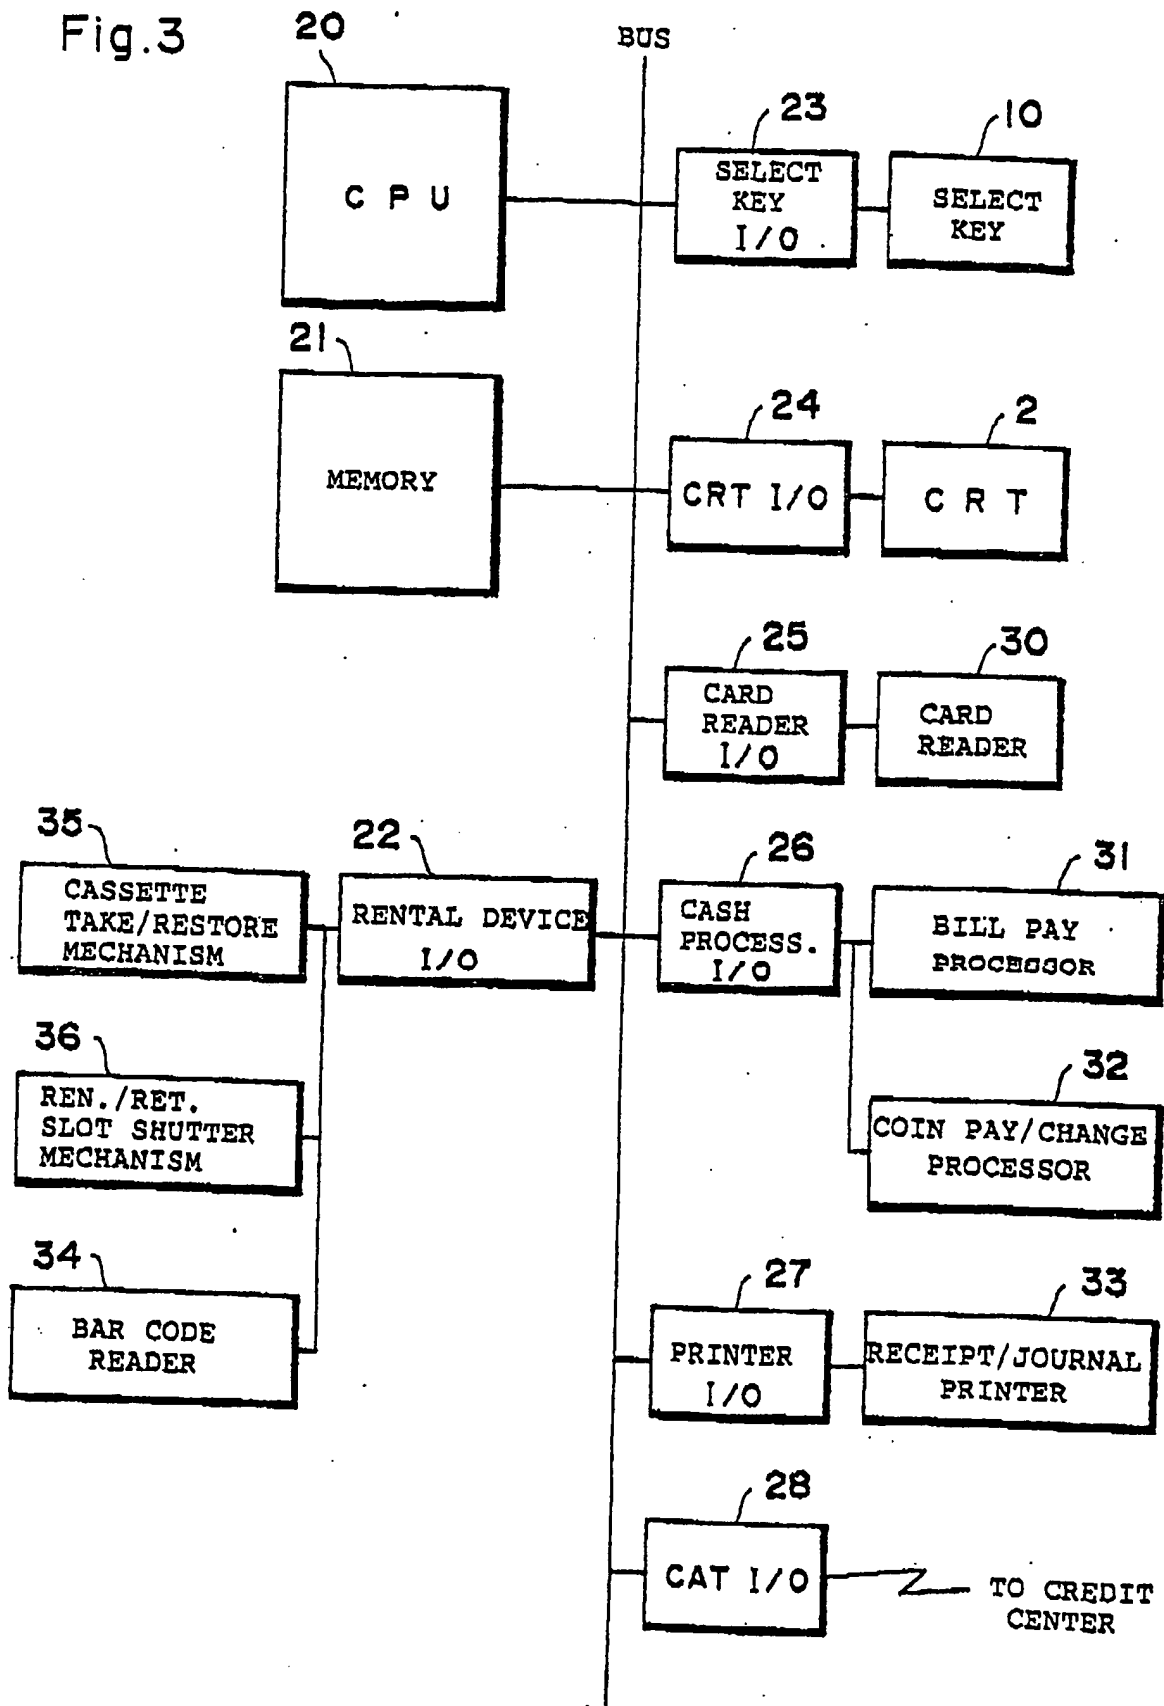 Fig.3
BUS
20
CPU
23
SELECT
KEY
I/O
10
SELECT
KEY
21
MEMORY
24
CRT I/O
2
CRT
25
CARD
READER
I/O
30
CARD
READER
35
CASSETTE
TAKE/RESTORE
MECHANISM
22
RENTAL DEVICE
I/O
26
CASH
PROCESS.
I/O
31
BILL PAY
PROCESSOR
36
REN./RET.
SLOT SHUTTER
MECHANISM
32
COIN PAY/CHANGE
PROCESSOR
34
BAR CODE
READER
27
PRINTER
I/O
33
RECEIPT/JOURNAL
PRINTER
28
CAT I/O
TO CREDIT
CENTER